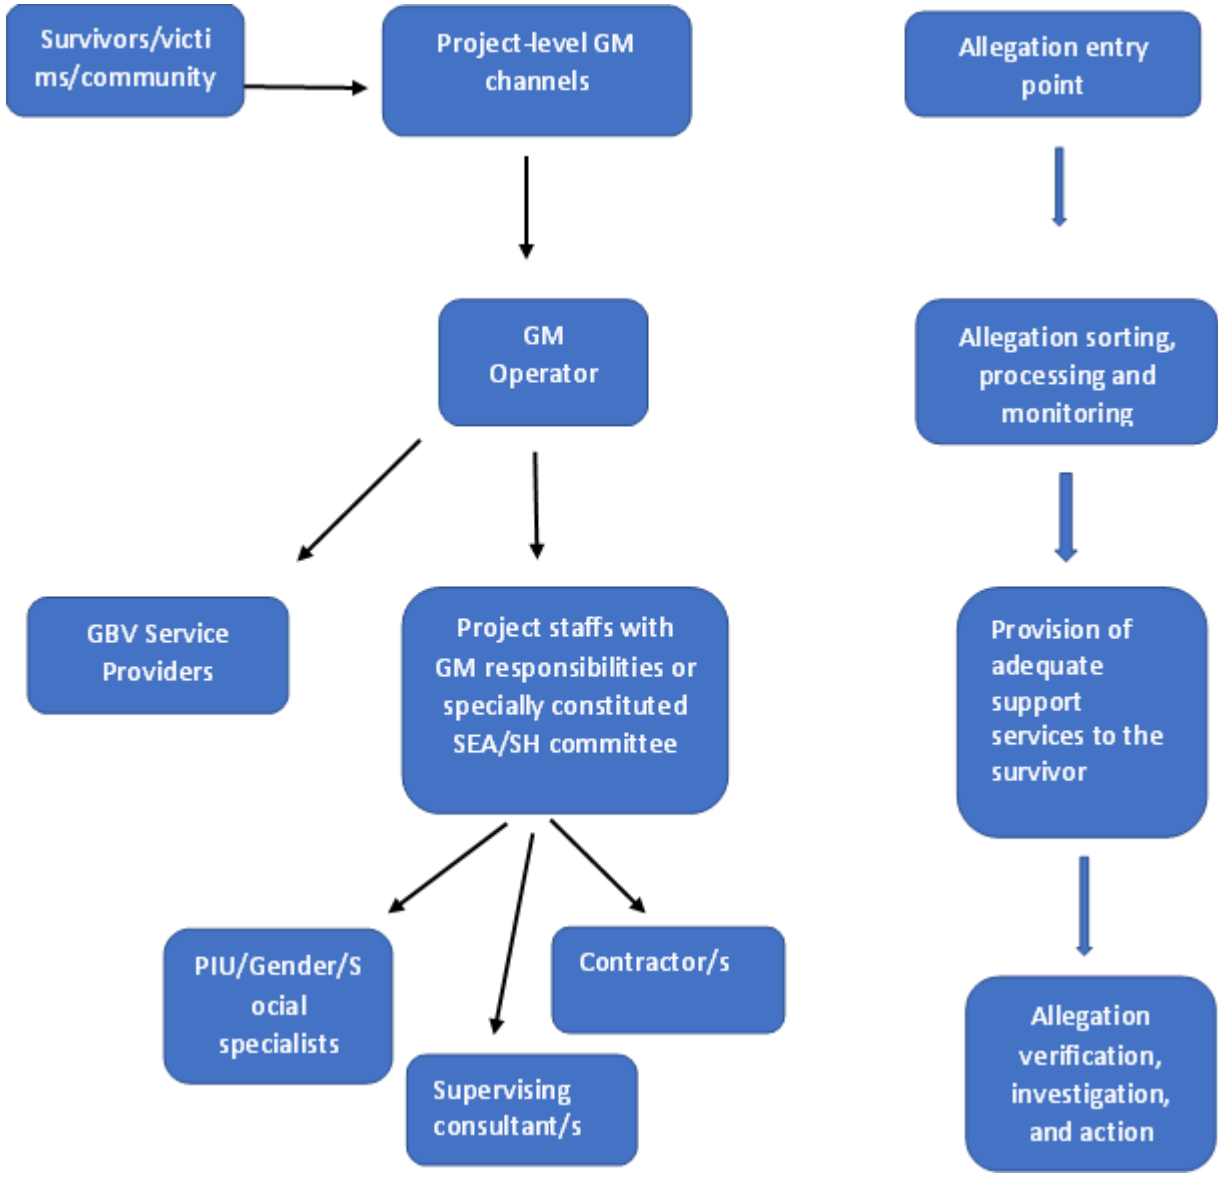 Survivors/victi
ms/community
Project-level GM
channels
Allegation entry
point
GM
Operator
Allegation sorting,
processing and
monitoring
GBV Service
Providers
Project staffs with
GM responsibilities or
specially constituted
SEA/SH committee
Provision of
adequate
support
services to the
survivor
PIU/Gender/S
ocial
specialists
Contractor/s
Supervising
consultant/s
Allegation
verification,
investigation,
and action